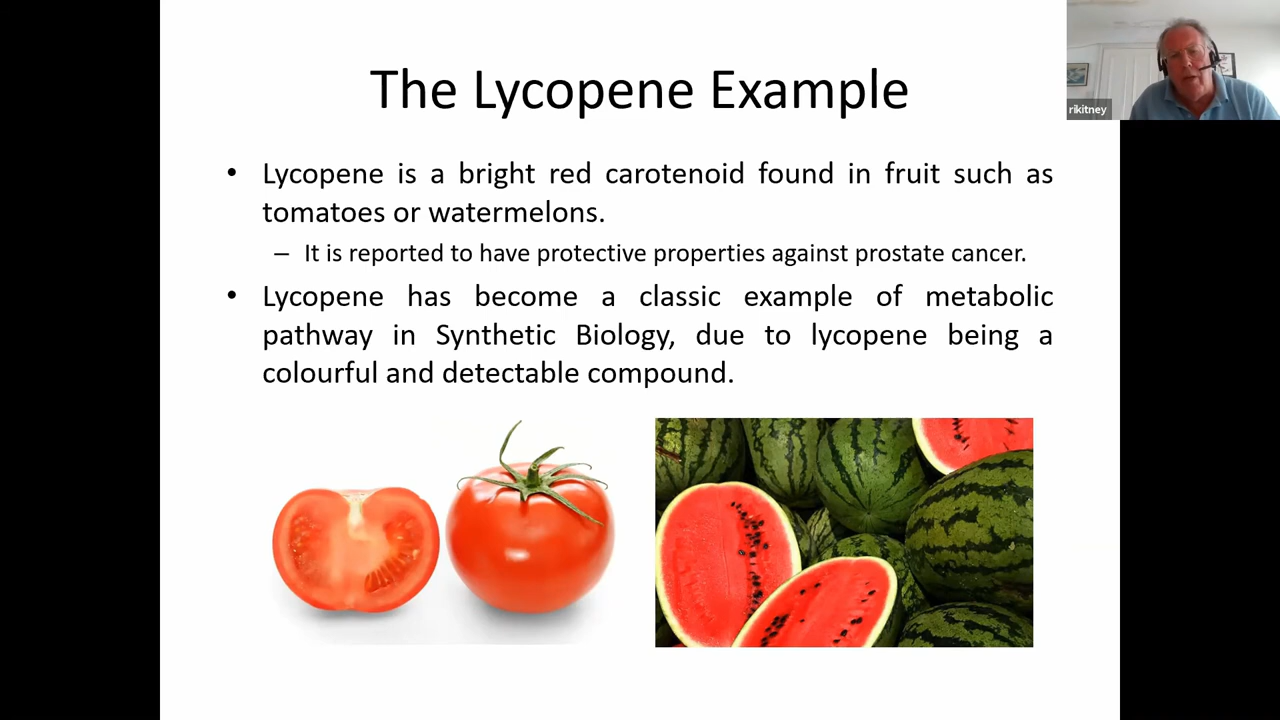 The Lycopene Example
rikitney
• Lycopene is a bright red carotenoid found in fruit such as
tomatoes or watermelons.
– It is reported to have protective properties against prostate cancer.
• Lycopene has become a classic example of metabolic
pathway in Synthetic Biology, due to lycopene being a
colourful and detectable compound.